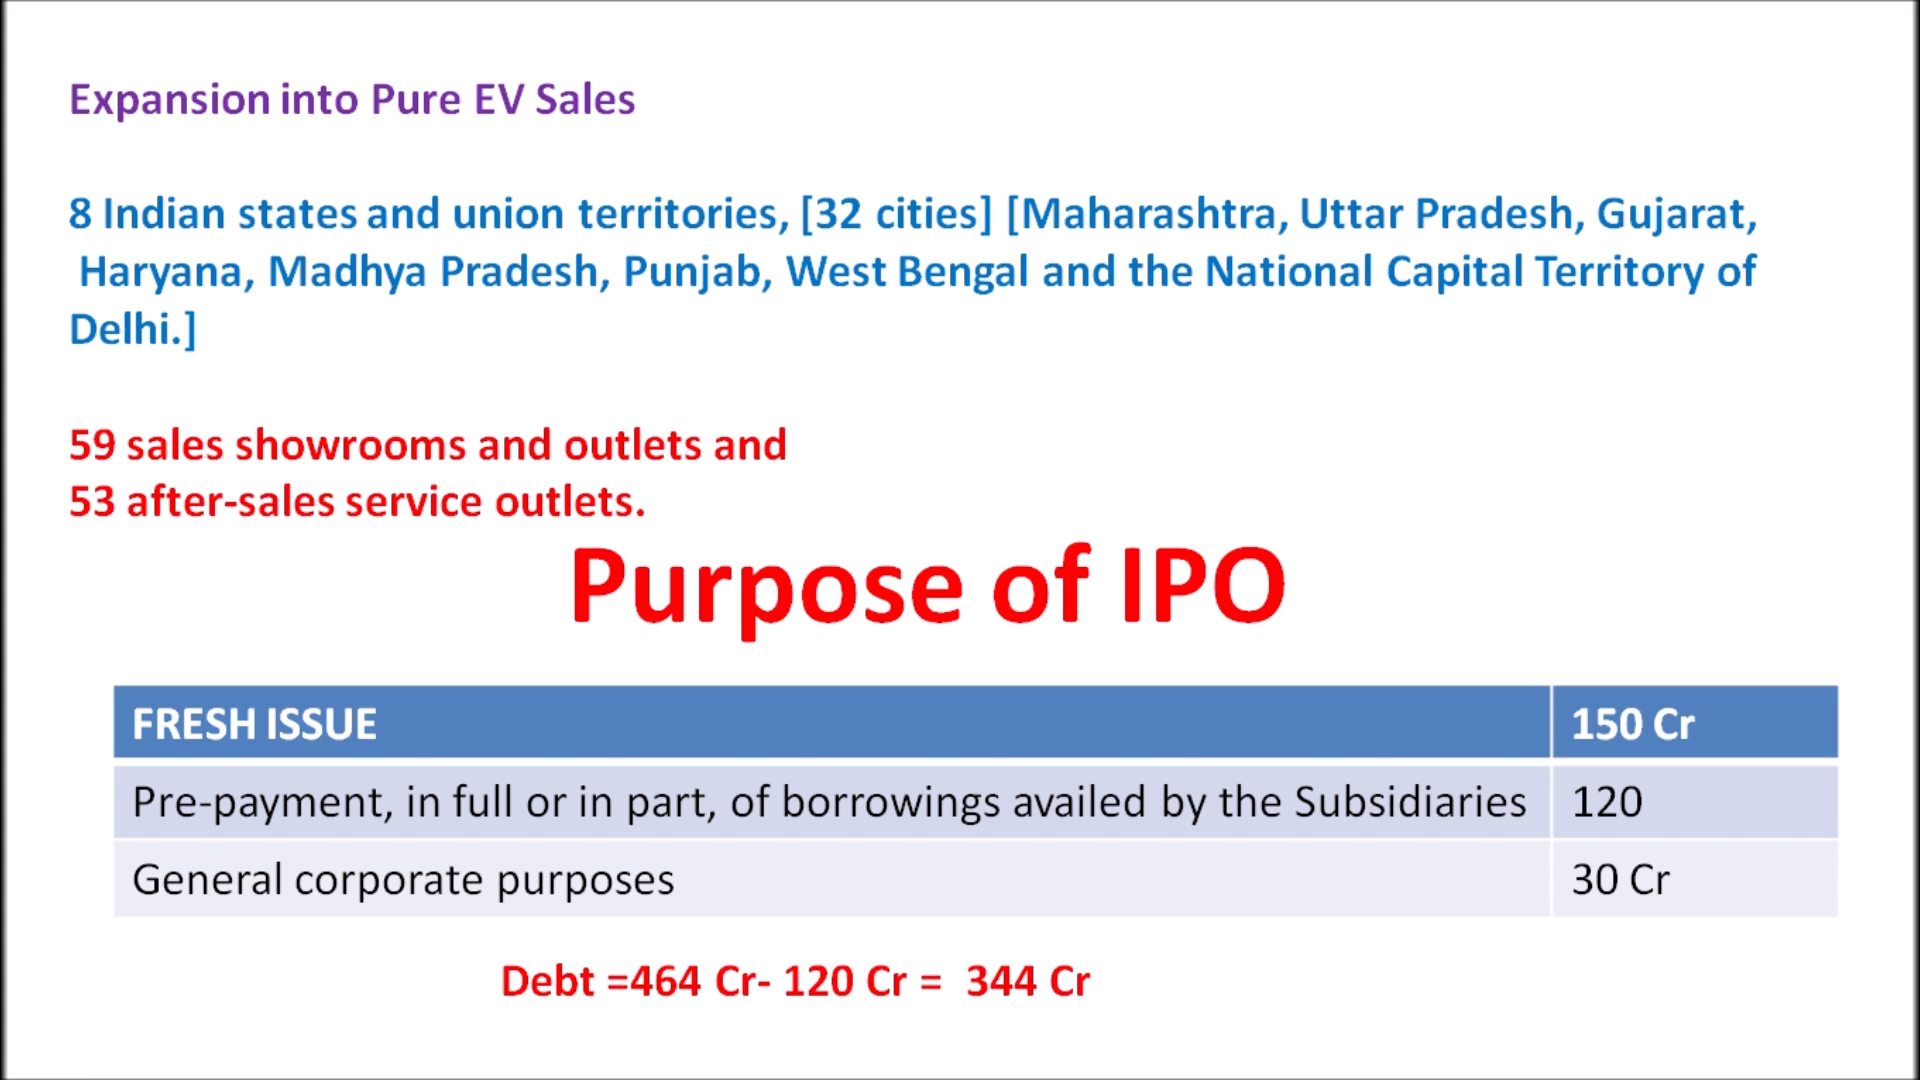 Expansion into Pure EV Sales
8 Indian states and union territories, [32 cities] [Maharashtra, Uttar Pradesh, Gujarat,
Haryana, Madhya Pradesh, Punjab, West Bengal and the National Capital Territory of
Delhi.]
59 sales showrooms and outlets and
53 after-sales service outlets.
Purpose of IPO
FRESH ISSUE 150 Cr
Pre-payment, in full or in part, of borrowings availed by the Subsidiaries 120
General corporate purposes 30 Cr
Debt =464 Cr- 120 Cr = 344 Cr